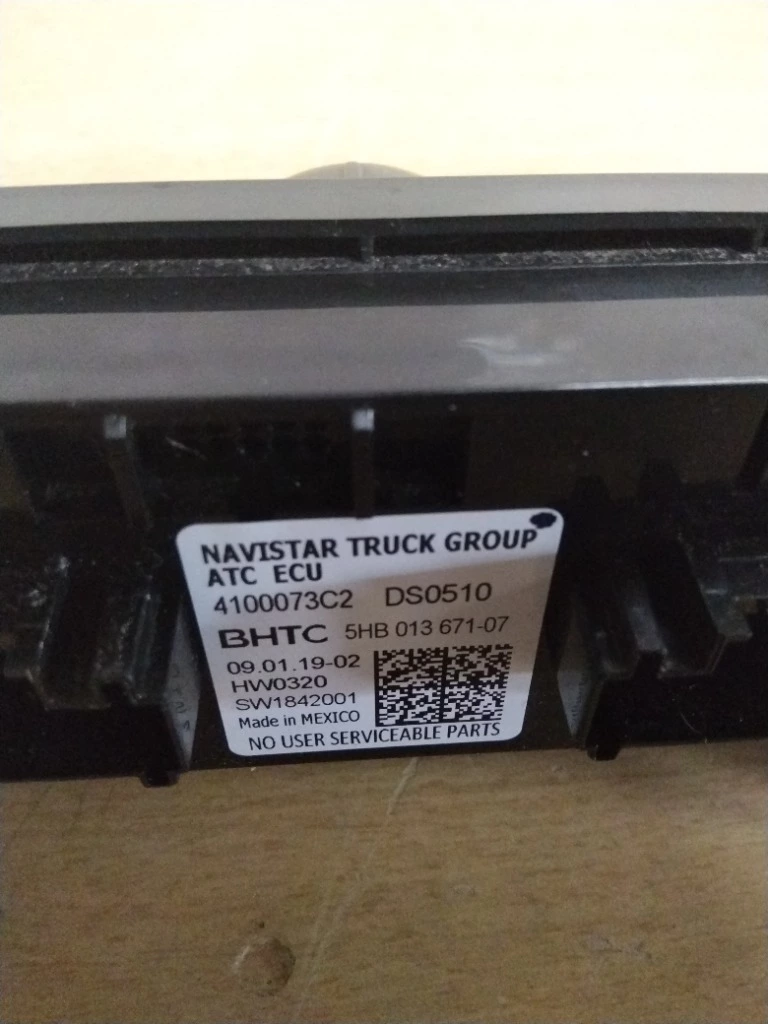 NAVISTAR TRUCK GROUP
ATC ECU
4100073C2 DS0510
BHTC 5HB 013 671-07
09.01.19-02
HW0320
SW1842001
Made in MEXICO
NO USER SERVICEABLE PARTS